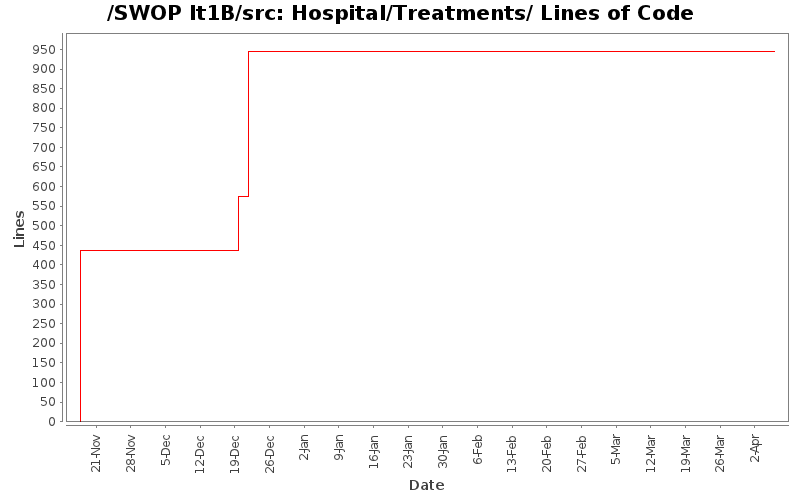 /SWOP It1B/src: Hospital/Treatments/ Lines of Code
950
900
850
800
750
700
650
600
550
500
450
400
350
300
250
200
150
100
50
0
Lines
21-Nov
28-Nov
5-Dec
12-Dec
19-Dec
26-Dec
2-Jan
9-Jan
16-Jan
23-Jan
30-Jan
6-Feb
13-Feb
20-Feb
27-Feb
5-Mar
12-Mar
19-Mar
26-Mar
2-Apr
Date